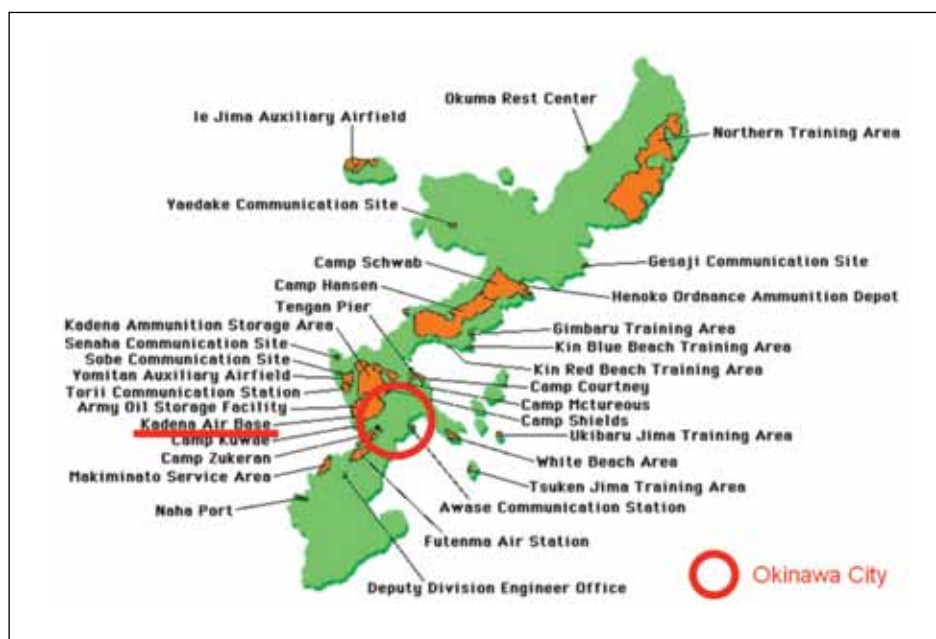 Okuma Rest Center
Ie Jima Auxiliary Airfield
Northern Training Area
Yaedake Communication Site
Camp Schwab
Gesaji Communication Site
Camp Hansen
Henoko Ordnance Ammunition Depot
Tengan Pier
Kadena Ammunition Storage Area
Gimbaru Training Area
Senaha Communication Site
Kin Blue Beach Training Area
Sobe Communication Site
Kin Red Beach Training Area
Yomitan Auxiliary Airfield
Camp Courtney
Torii Communication Station
Camp Mctureous
Army Oil Storage Facility
Camp Shields
Kadena Air Base
Ukibaru Jima Training Area
Camp Kuwae
Camp Zukeran
White Beach Area
Makiminato Service Area
Tsuken Jima Training Area
Naha Port
Awase Communication Station
Futenma Air Station
Okinawa City
Deputy Division Engineer Office